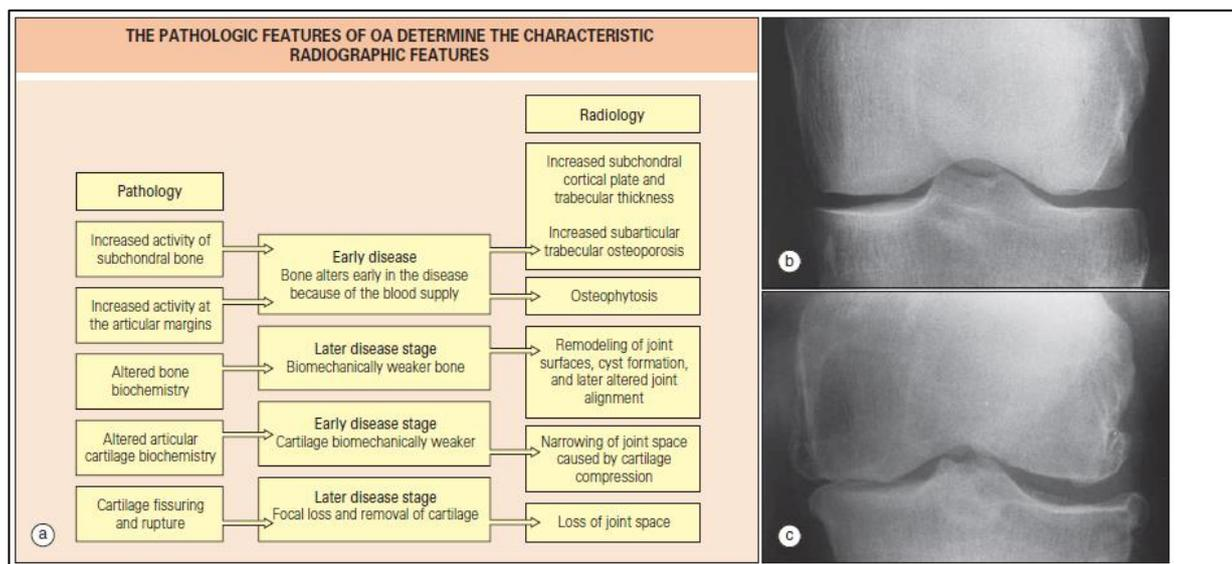 THE PATHOLOGIC FEATURES OF OA DETERMINE THE CHARACTERISTIC
RADIOGRAPHIC FEATURES
Pathology
Increased activity of
subchondral bone
Increased activity at
the articular margins
Altered bone
biochemistry
Altered articular
cartilage biochemistry
Cartilage fissuring
and rupture
Early disease
Bone alters early in the disease
because of the blood supply
Later disease stage
Biomechanically weaker bone
Early disease stage
Cartilage biomechanically weaker
Later disease stage
Focal loss and removal of cartilage
Radiology
Increased subchondral
cortical plate and
trabecular thickness
Increased subarticular
trabecular osteoporosis
Osteophytosis
Remodeling of joint
surfaces, cyst formation,
and later altered joint
alignment
Narrowing of joint space
caused by cartilage
compression
Loss of joint space
a
b
c